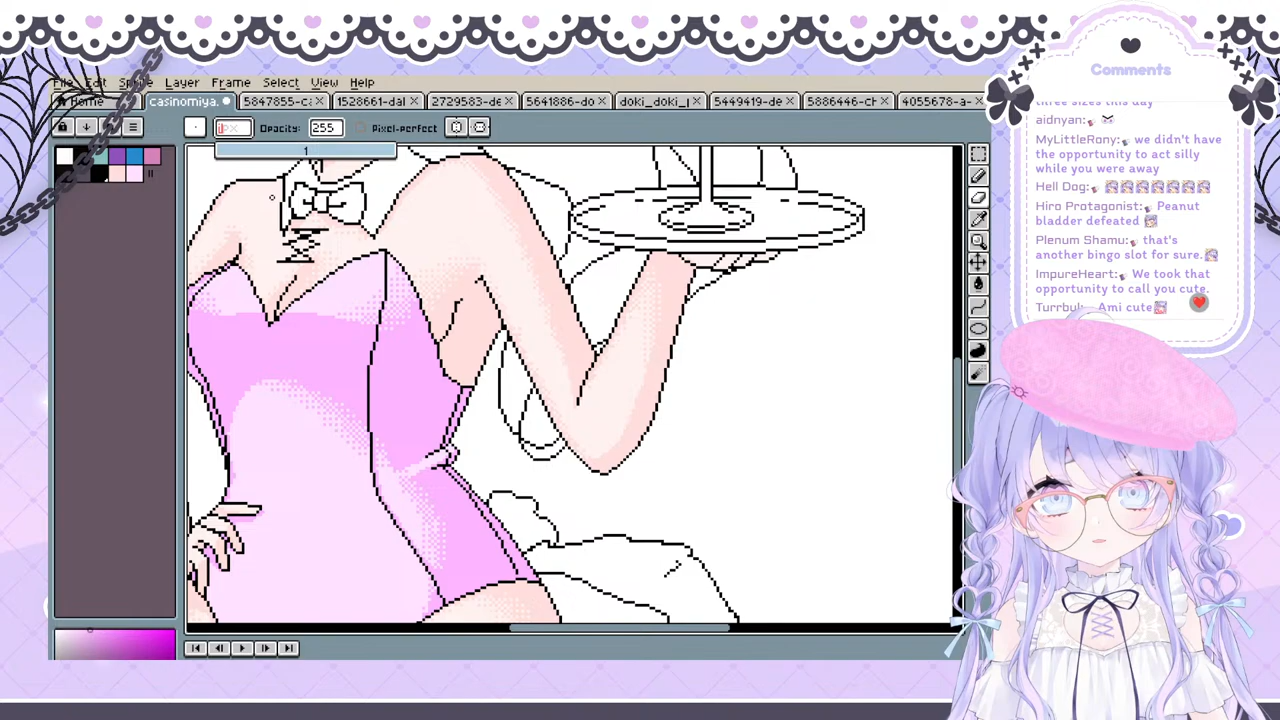 Comments
three sizes this day
aidnyan:
MyLittleRony: we didn't have
the opportunity to act silly
while you were away
Hell Dog:
Hiro Protagonist: Peanut
bladder defeated
Plenum Shamu: that's
another bingo slot for sure.
ImpureHeart: We took that
opportunity to call you cute.
Ami cute
File Edit Sprite Layer Frame Select View Help
Home casinomiya. 5847855-c 1528661-dal 2729583-de 5641886-do doki_doki_l 5449419-de 5886446-ch 4055678-a
Opacity: 255 Pixel-perfect
1